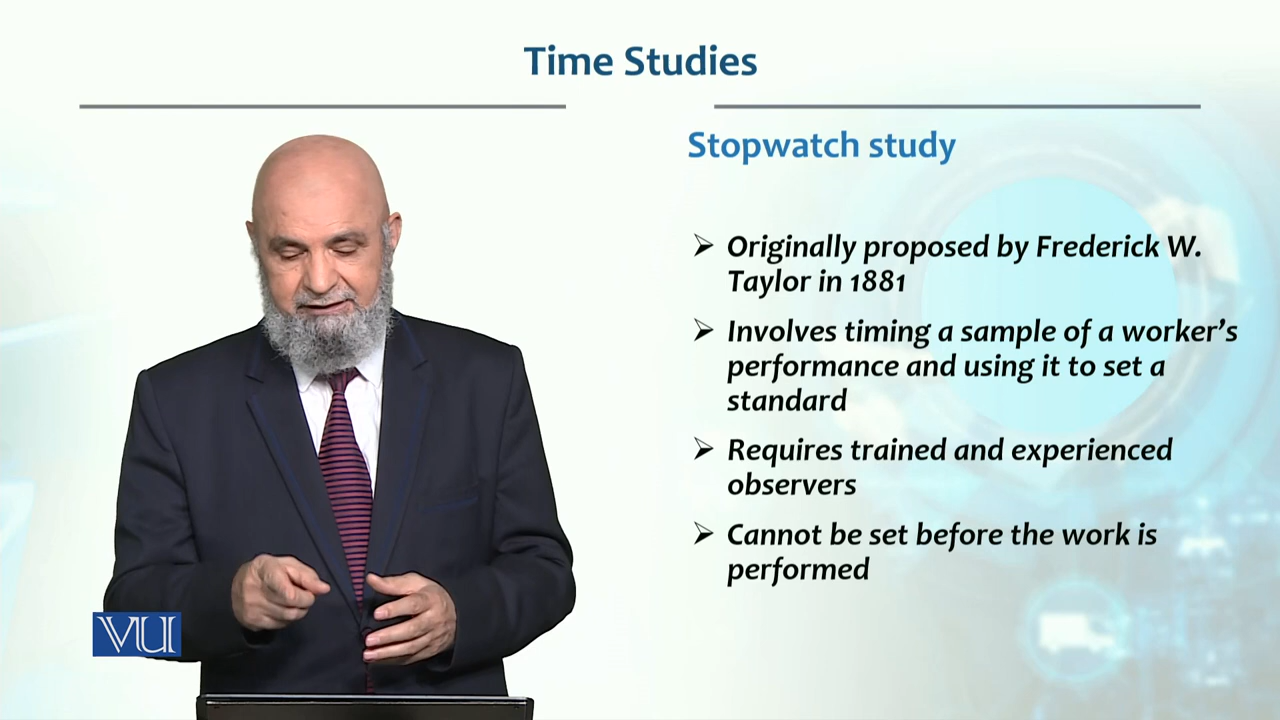 Time Studies
Stopwatch study
➢ Originally proposed by Frederick W.
Taylor in 1881
➢ Involves timing a sample of a worker's
performance and using it to set a
standard
➢ Requires trained and experienced
observers
➢ Cannot be set before the work is
performed
VU